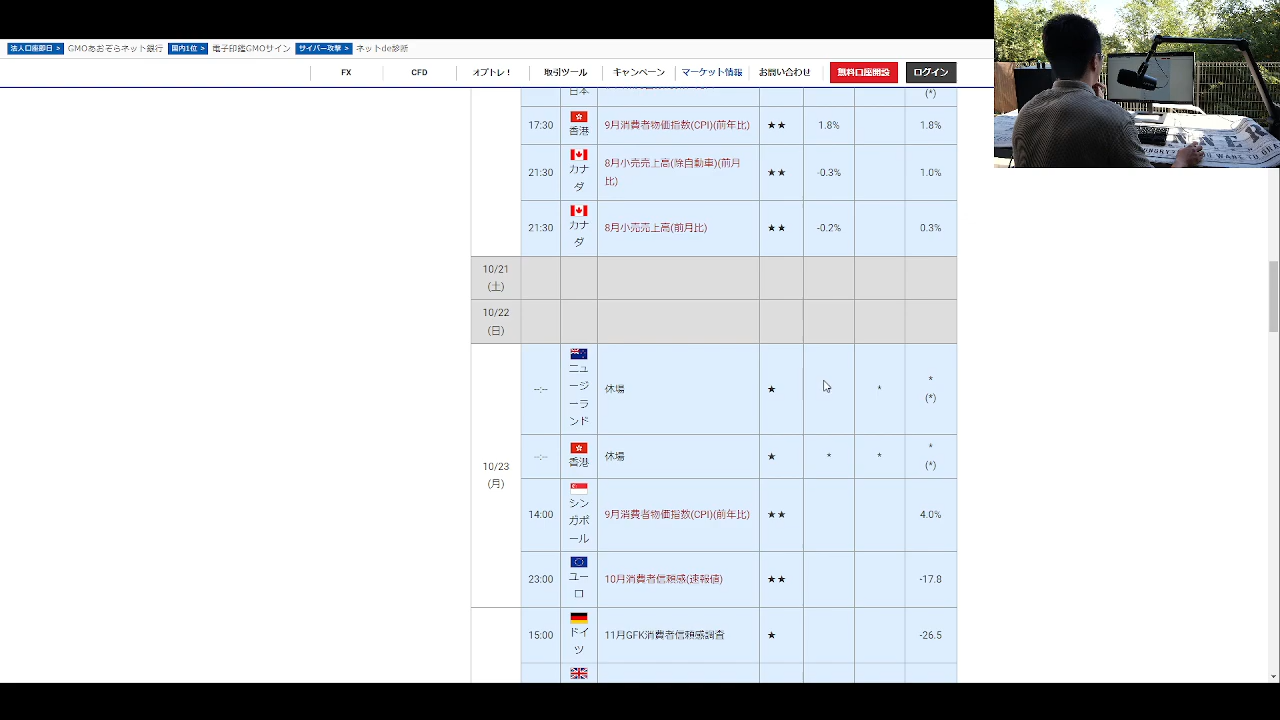 法人口座即日 > GMOあおぞらネット銀行 国内1位 > 電子印鑑GMOサイン サイバー攻撃 > ネットde診断
FX CFD オプトレ! 取引ツール キャンペーン マーケット情報 お問い合わせ 無料口座開設 ログイン
日本 (*)
17:30 香港 9月消費者物価指数(CPI)(前年比) ★★ 1.8% 1.8%
21:30 カナ
ダ
8月小売売上高(除自動車)(前月
比)
★★ -0.3% 1.0%
21:30 カナ
ダ
8月小売売上高(前月比) ★★ -0.2% 0.3%
10/21
(土)
10/22
(日)
10/23
(月)
--:-- ニュ
ージ
ーラ
ンド
休場 ★ * *
(*)
--:-- 香港 休場 ★ * * *
(*)
14:00 シン
ガポ
ール
9月消費者物価指数(CPI)(前年比) ★★ 4.0%
23:00 ユー
ロ
10月消費者信頼感(速報値) ★★ -17.8
15:00 ドイ
ツ
11月GFK消費者信頼感調査 ★ -26.5